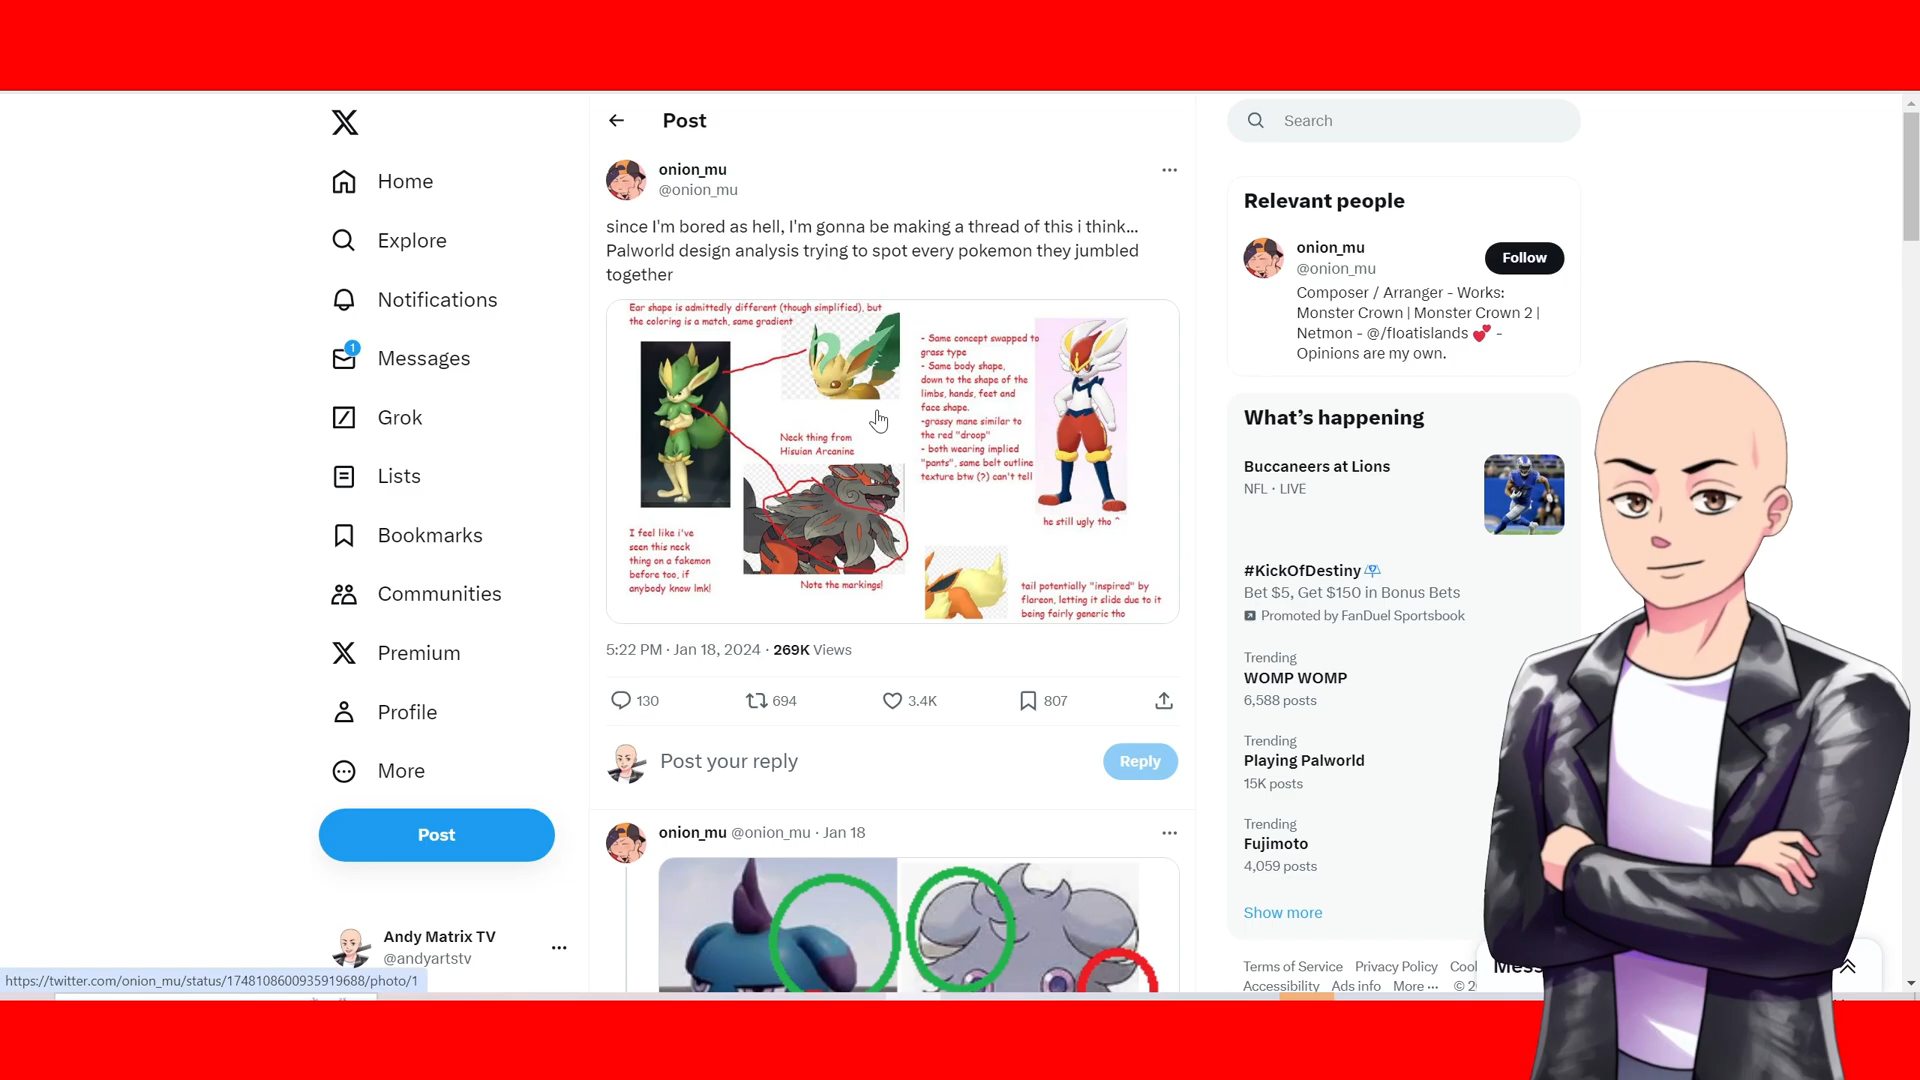 Home
Explore
Notifications
1
Messages
Grok
Lists
Bookmarks
Communities
Premium
Profile
More
Post
Andy Matrix TV
@andyartstv
https://twitter.com/onion_mu/status/1748108600935919688/photo/1
Post
onion_mu
@onion_mu
since I'm bored as hell, I'm gonna be making a thread of this i think...
Palworld design analysis trying to spot every pokemon they jumbled
together
Ear shape is admittedly different (though simplified), but
the coloring is a match, same gradient
- Same concept swapped to
grass type
- Same body shape,
down to the shape of the
limbs, hands, feet and
face shape.
-grassy mane similar to
the red "droop"
- both wearing implied
"pants", same belt outline
texture btw (?) can't tell
Neck thing from
Hisuian Arcanine
he still ugly tho ^
I feel like i've
seen this neck
thing on a fakemon
before too, if
anybody know lmk!
Note the markings!
tail potentially "inspired" by
flareon, letting it slide due to it
being fairly generic tho
5:22 PM · Jan 18, 2024 · 269K Views
130
694
3.4K
807
Post your reply
Reply
onion_mu @onion_mu · Jan 18
Search
Relevant people
onion_mu
@onion_mu
Follow
Composer / Arranger - Works:
Monster Crown | Monster Crown 2 |
Netmon - @/floatislands 💕 -
Opinions are my own.
What's happening
Buccaneers at Lions
NFL · LIVE
#KickOfDestiny
Bet $5, Get $150 in Bonus Bets
Promoted by FanDuel Sportsbook
Trending
WOMP WOMP
6,588 posts
Trending
Playing Palworld
15K posts
Trending
Fujimoto
4,059 posts
Show more
Terms of Service Privacy Policy
Accessibility Ads info More ··· ©